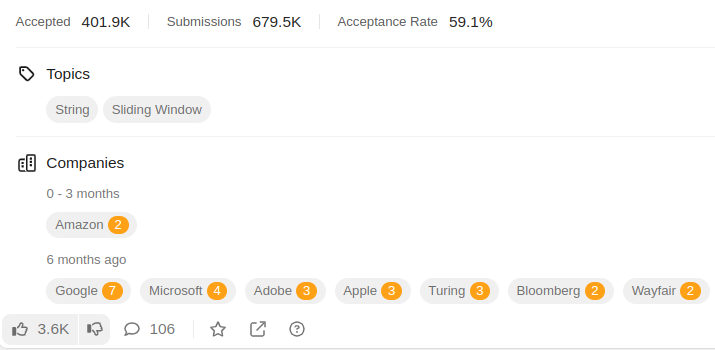 Accepted 401.9K Submissions 679.5K Acceptance Rate 59.1%
Topics
String Sliding Window
Companies
0 - 3 months
Amazon 2
6 months ago
Google 7 Microsoft 4 Adobe 3 Apple 3 Turing 3 Bloomberg 2 Wayfair 2
3.6K 106